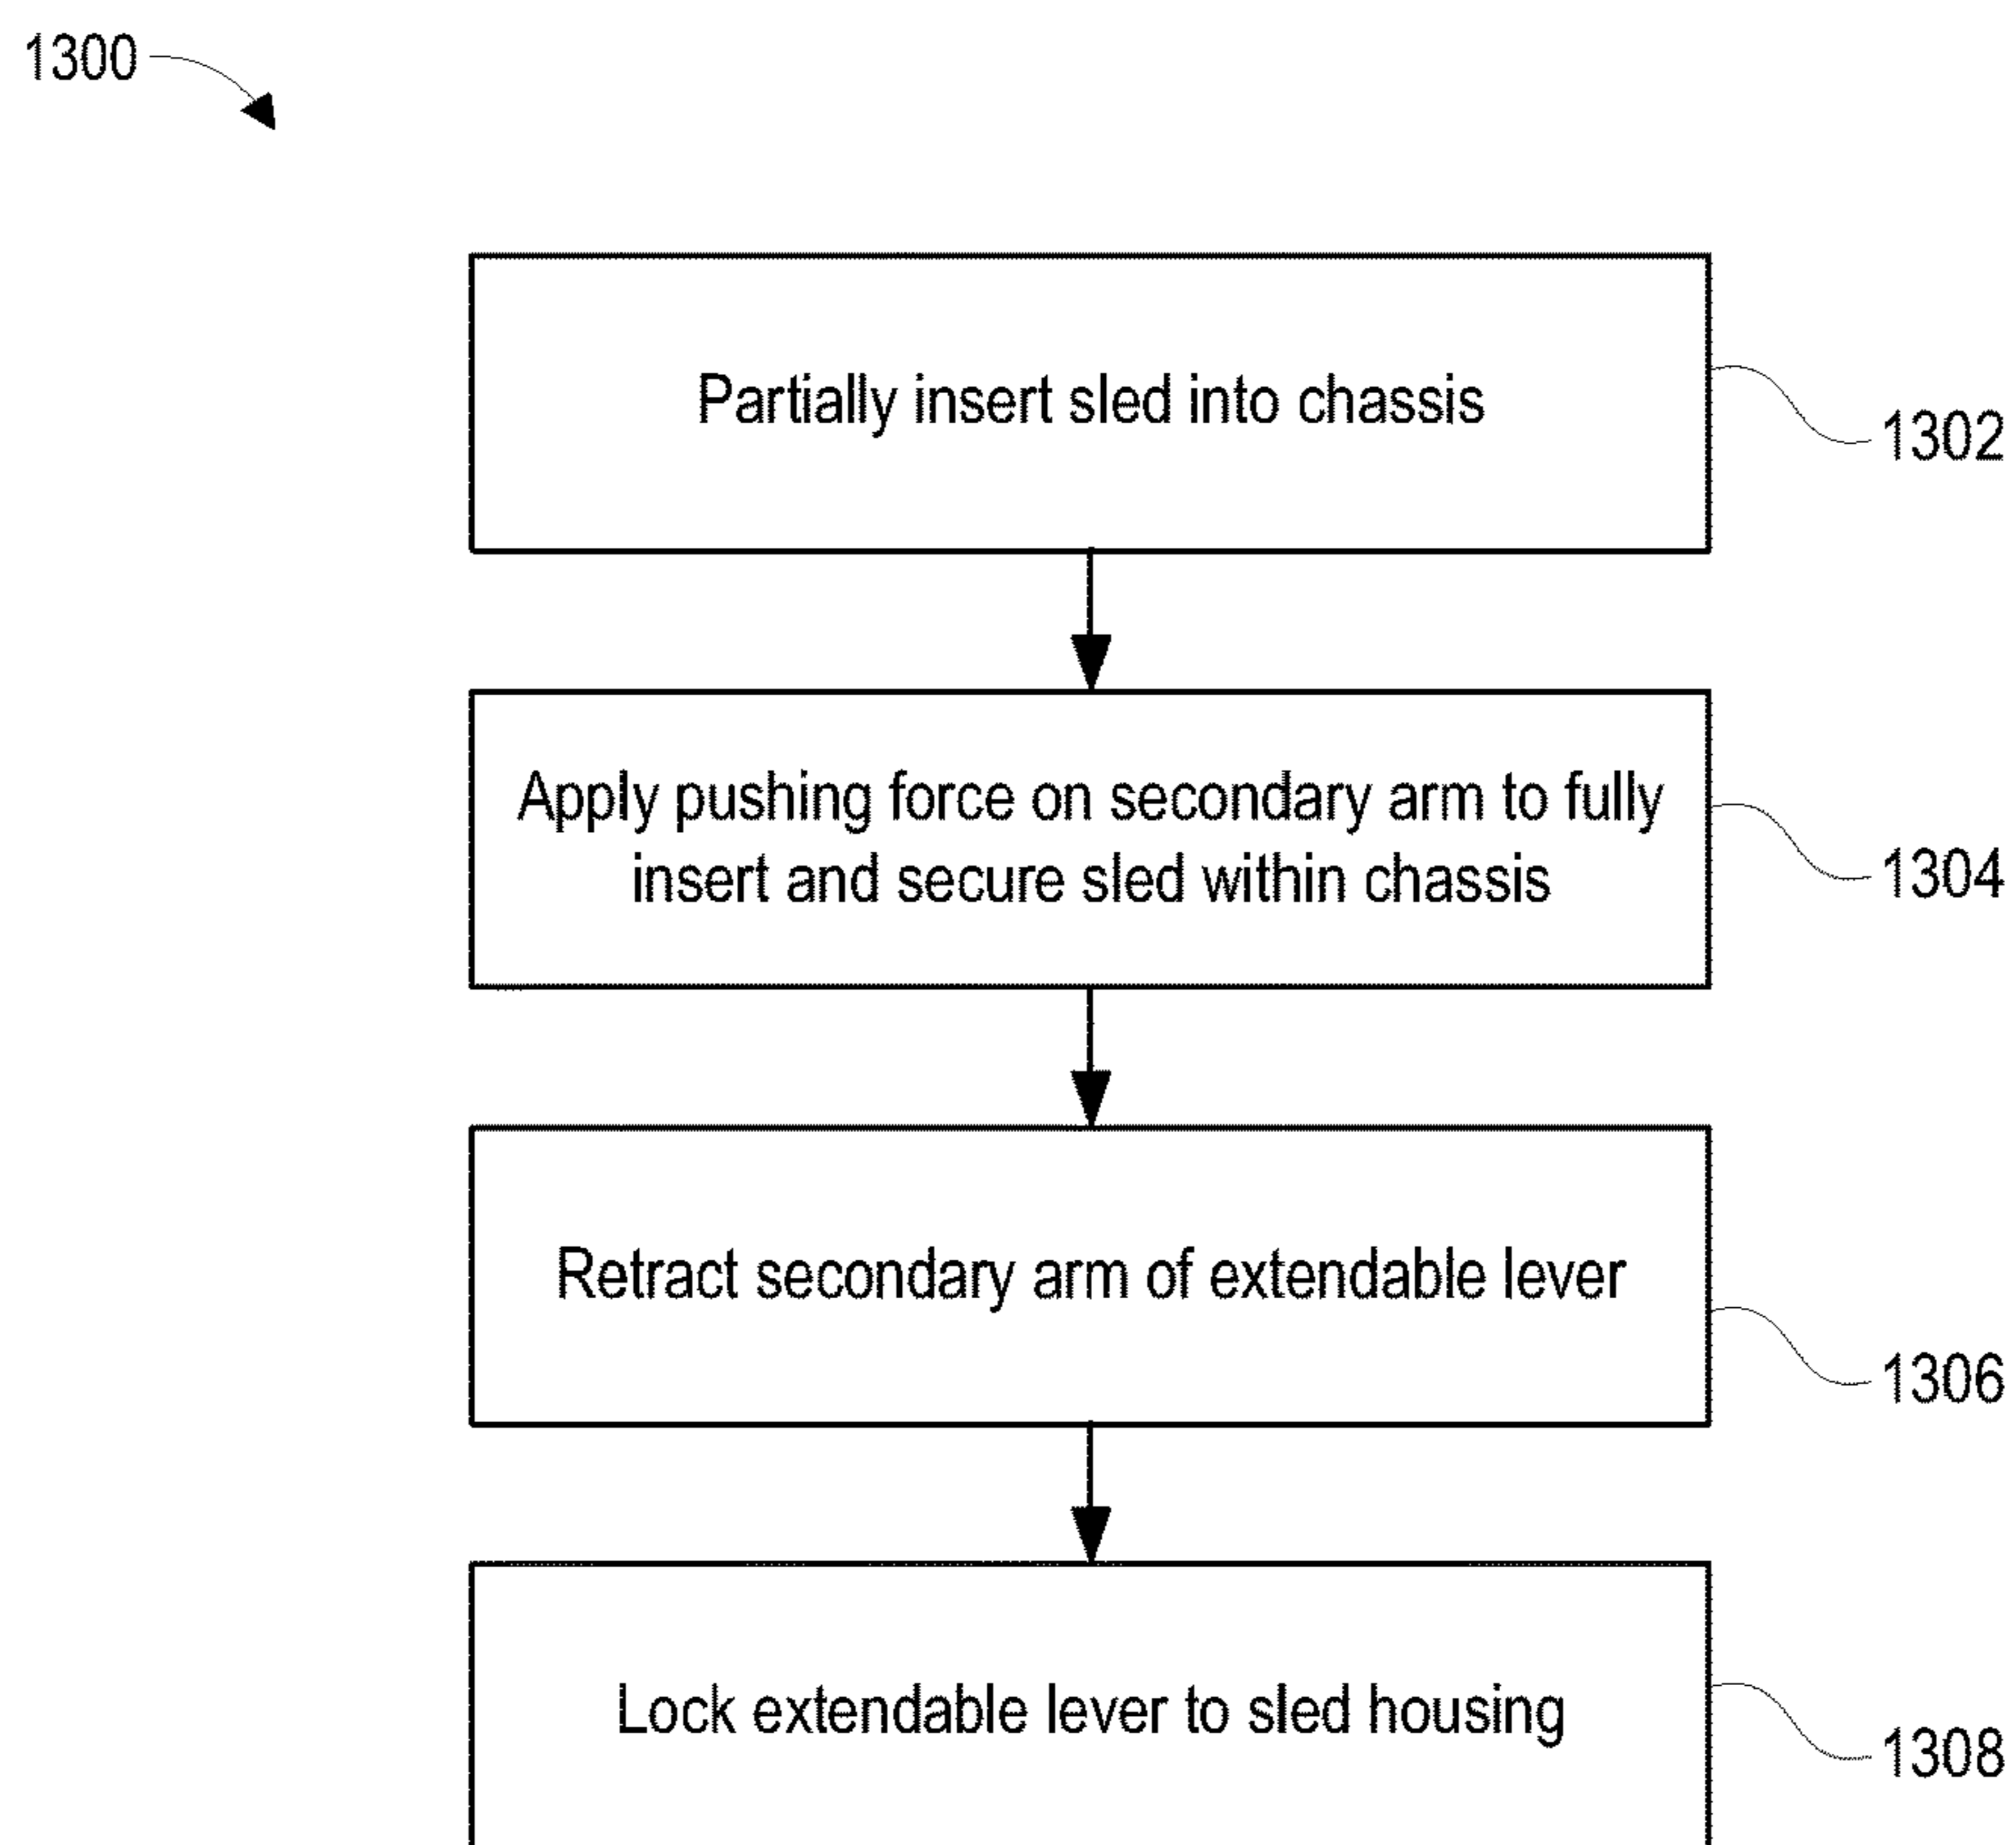 1300
Partially insert sled into chassis
1302
Apply pushing force on secondary arm to fully
insert and secure sled within chassis
1304
Retract secondary arm of extendable lever
1306
Lock extendable lever to sled housing
1308